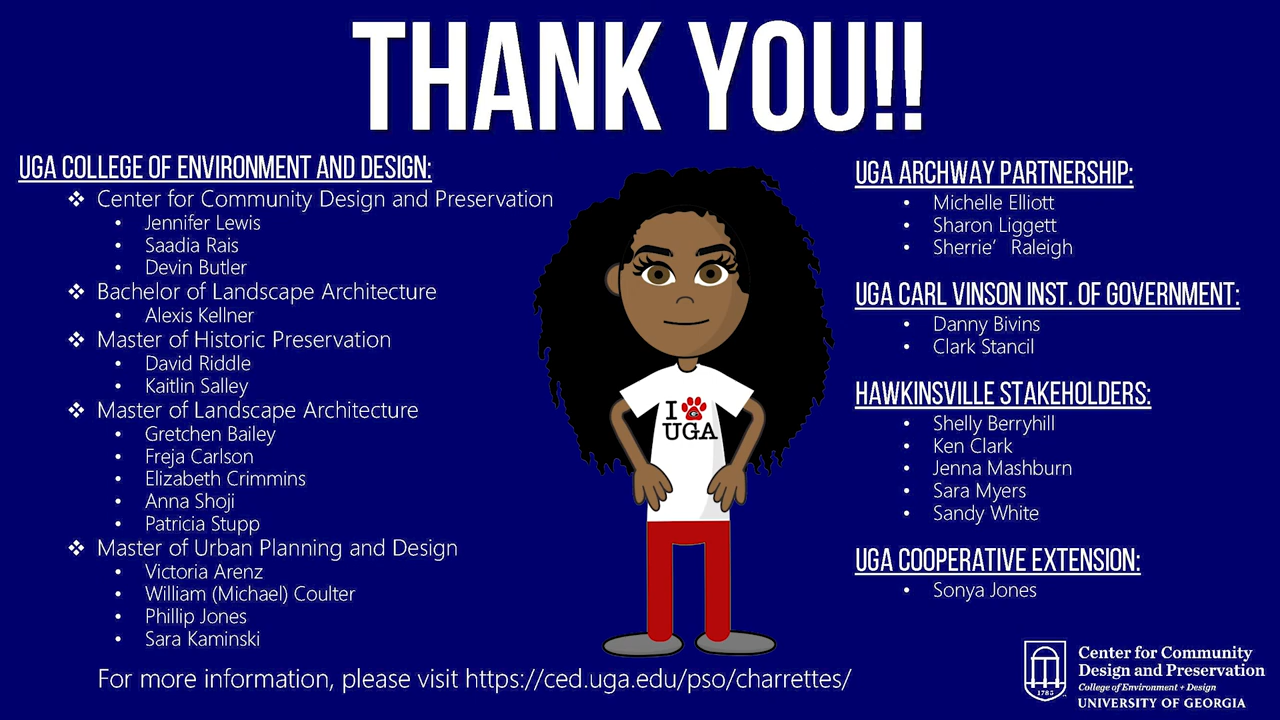 THANK YOU!!
UGA COLLEGE OF ENVIRONMENT AND DESIGN:
❖ Center for Community Design and Preservation
• Jennifer Lewis
• Saadia Rais
• Devin Butler
❖ Bachelor of Landscape Architecture
• Alexis Kellner
❖ Master of Historic Preservation
• David Riddle
• Kaitlin Salley
❖ Master of Landscape Architecture
• Gretchen Bailey
• Freja Carlson
• Elizabeth Crimmins
• Anna Shoji
• Patricia Stupp
❖ Master of Urban Planning and Design
• Victoria Arenz
• William (Michael) Coulter
• Phillip Jones
• Sara Kaminski
I
G
UGA
UGA ARCHWAY PARTNERSHIP:
• Michelle Elliott
• Sharon Liggett
• Sherrie’ Raleigh
UGA CARL VINSON INST. OF GOVERNMENT:
• Danny Bivins
• Clark Stancil
HAWKINSVILLE STAKEHOLDERS:
• Shelly Berryhill
• Ken Clark
• Jenna Mashburn
• Sara Myers
• Sandy White
UGA COOPERATIVE EXTENSION:
• Sonya Jones
For more information, please visit https://ced.uga.edu/pso/charrettes/
1785
Center for Community
Design and Preservation
College of Environment + Design
UNIVERSITY OF GEORGIA